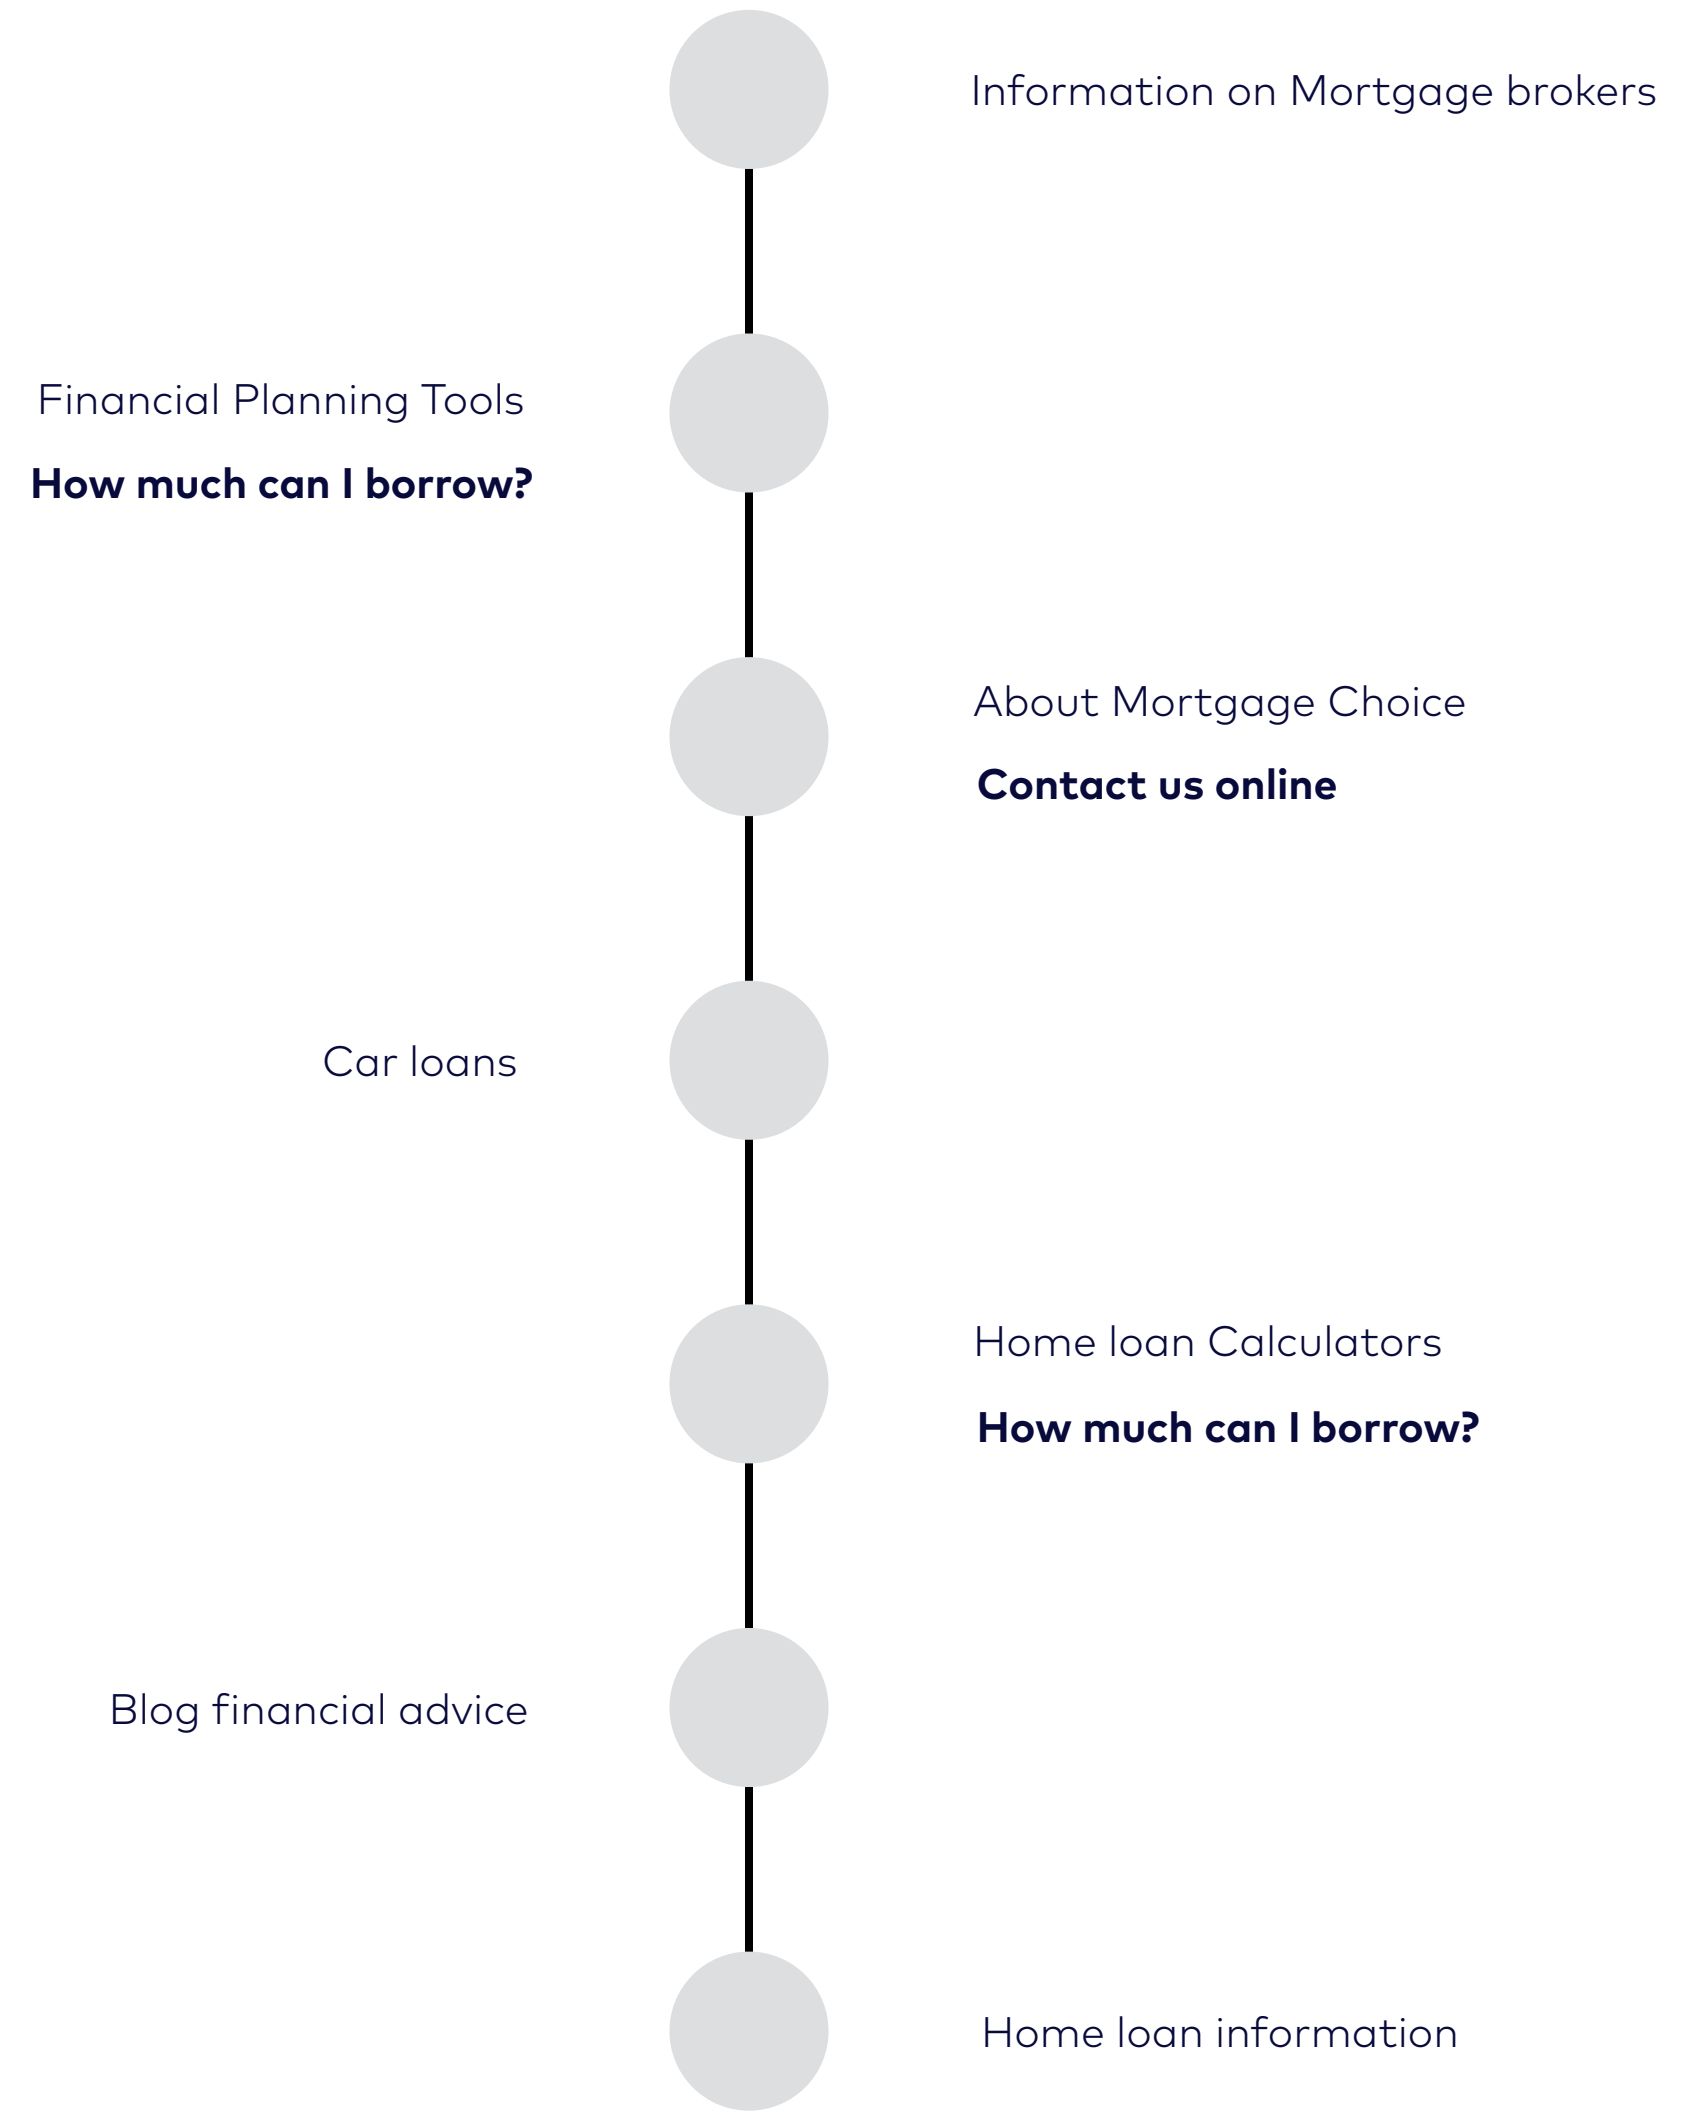 Information on Mortgage brokers
Financial Planning Tools
How much can I borrow?
About Mortgage Choice
Contact us online
Car loans
Home loan Calculators
How much can I borrow?
Blog financial advice
Home loan information